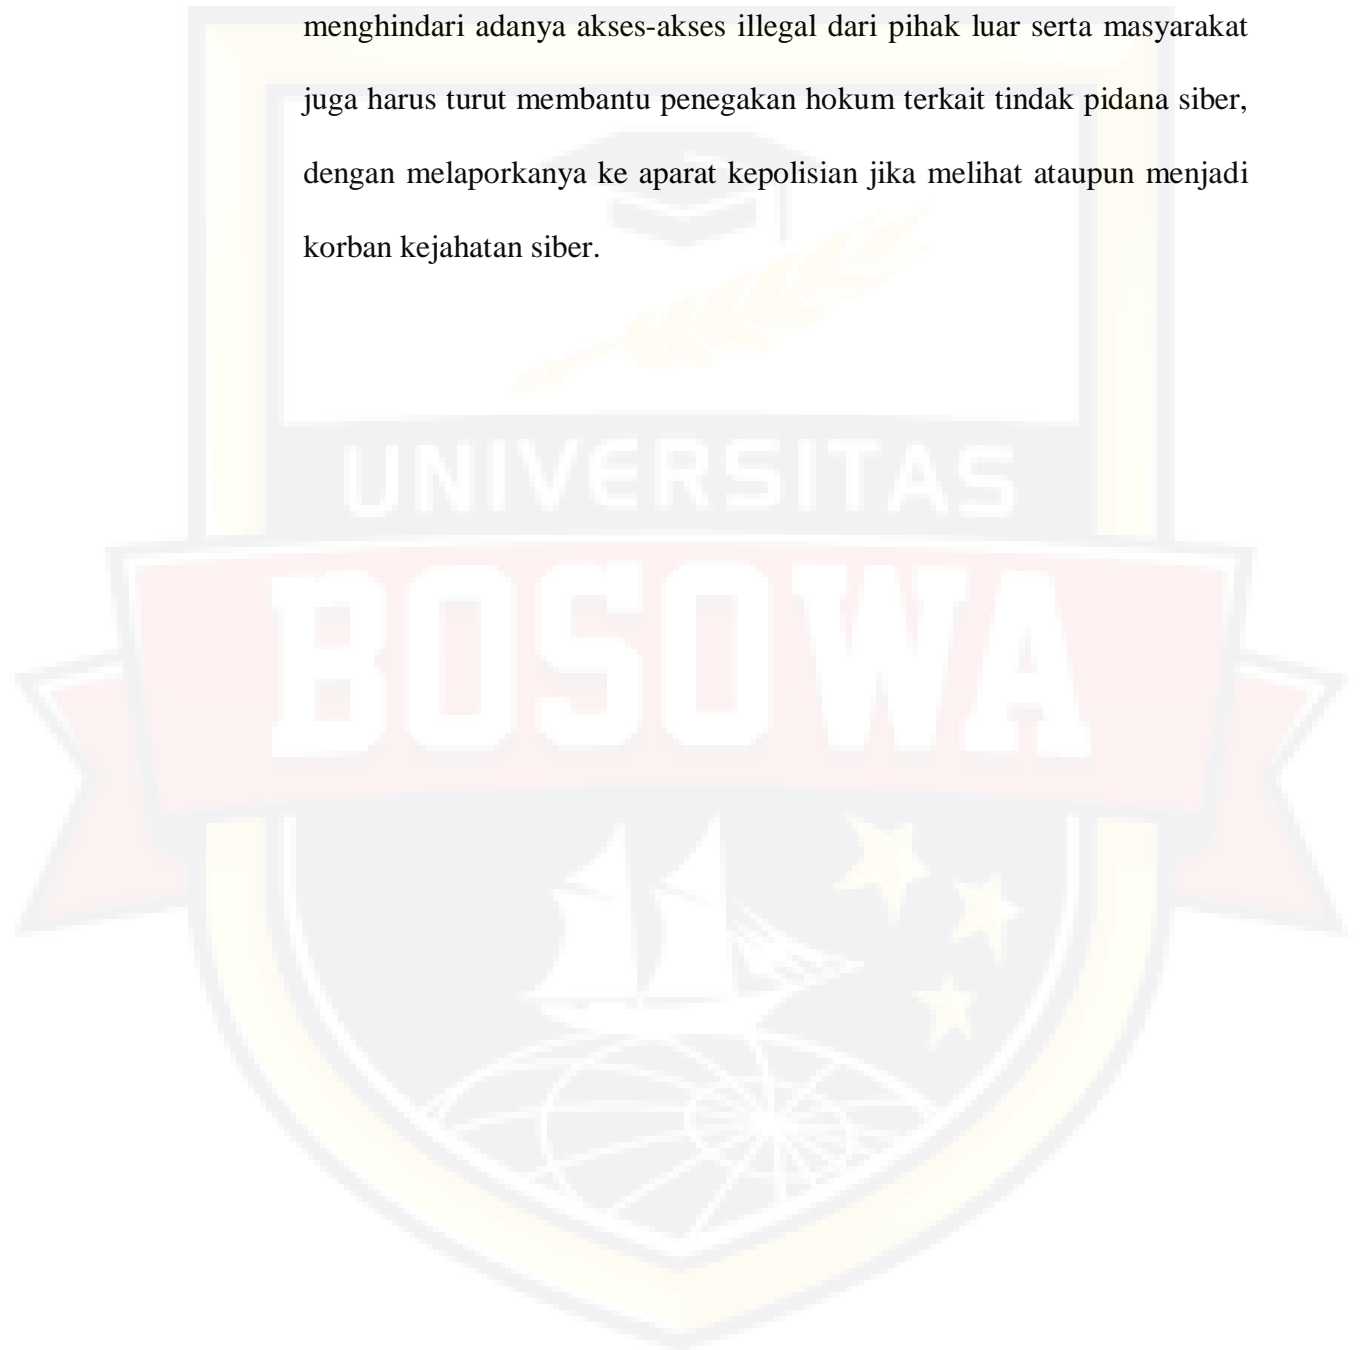 menghindari adanya akses-akses illegal dari pihak luar serta masyarakat
juga harus turut membantu penegakan hokum terkait tindak pidana siber,
dengan melaporkanya ke aparat kepolisian jika melihat ataupun menjadi
korban kejahatan siber.
UNIVERSITAS
BOSOWA